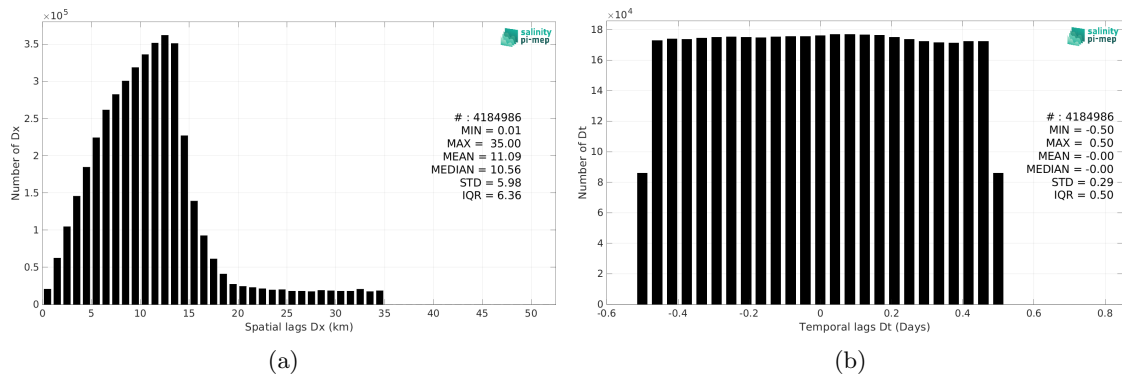 ×10⁵
3.5
3
2.5
2
1.5
1
0.5
0
0
5
10
15
20
25
30
35
40
45
50
Number of Dx
Spatial lags Dx (km)
salinity
pi-mep
# : 4184986
MIN = 0.01
MAX = 35.00
MEAN = 11.09
MEDIAN = 10.56
STD = 5.98
IQR = 6.36
(a)
×10⁴
18
16
14
12
10
8
6
4
2
0
-0.6
-0.4
-0.2
0
0.2
0.4
0.6
0.8
Number of Dt
Temporal lags Dt (Days)
salinity
pi-mep
# : 4184986
MIN = -0.50
MAX = 0.50
MEAN = -0.00
MEDIAN = -0.00
STD = 0.29
IQR = 0.50
(b)